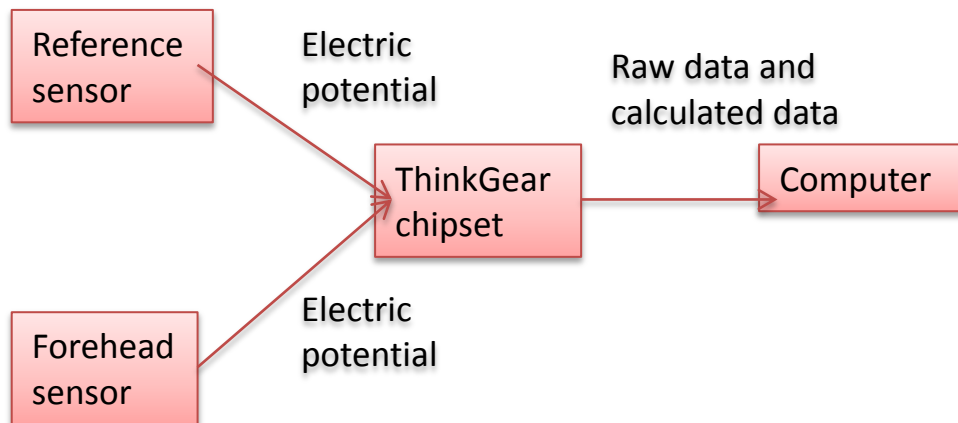 Reference
sensor
Electric
potential
Raw data and
calculated data
ThinkGear
chipset
Computer
Forehead
sensor
Electric
potential